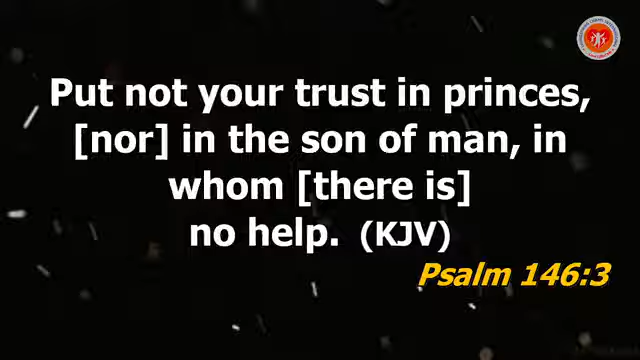 Put not your trust in princes,
[nor] in the son of man, in
whom [there is]
no help.  (KJV)
Psalm 146:3